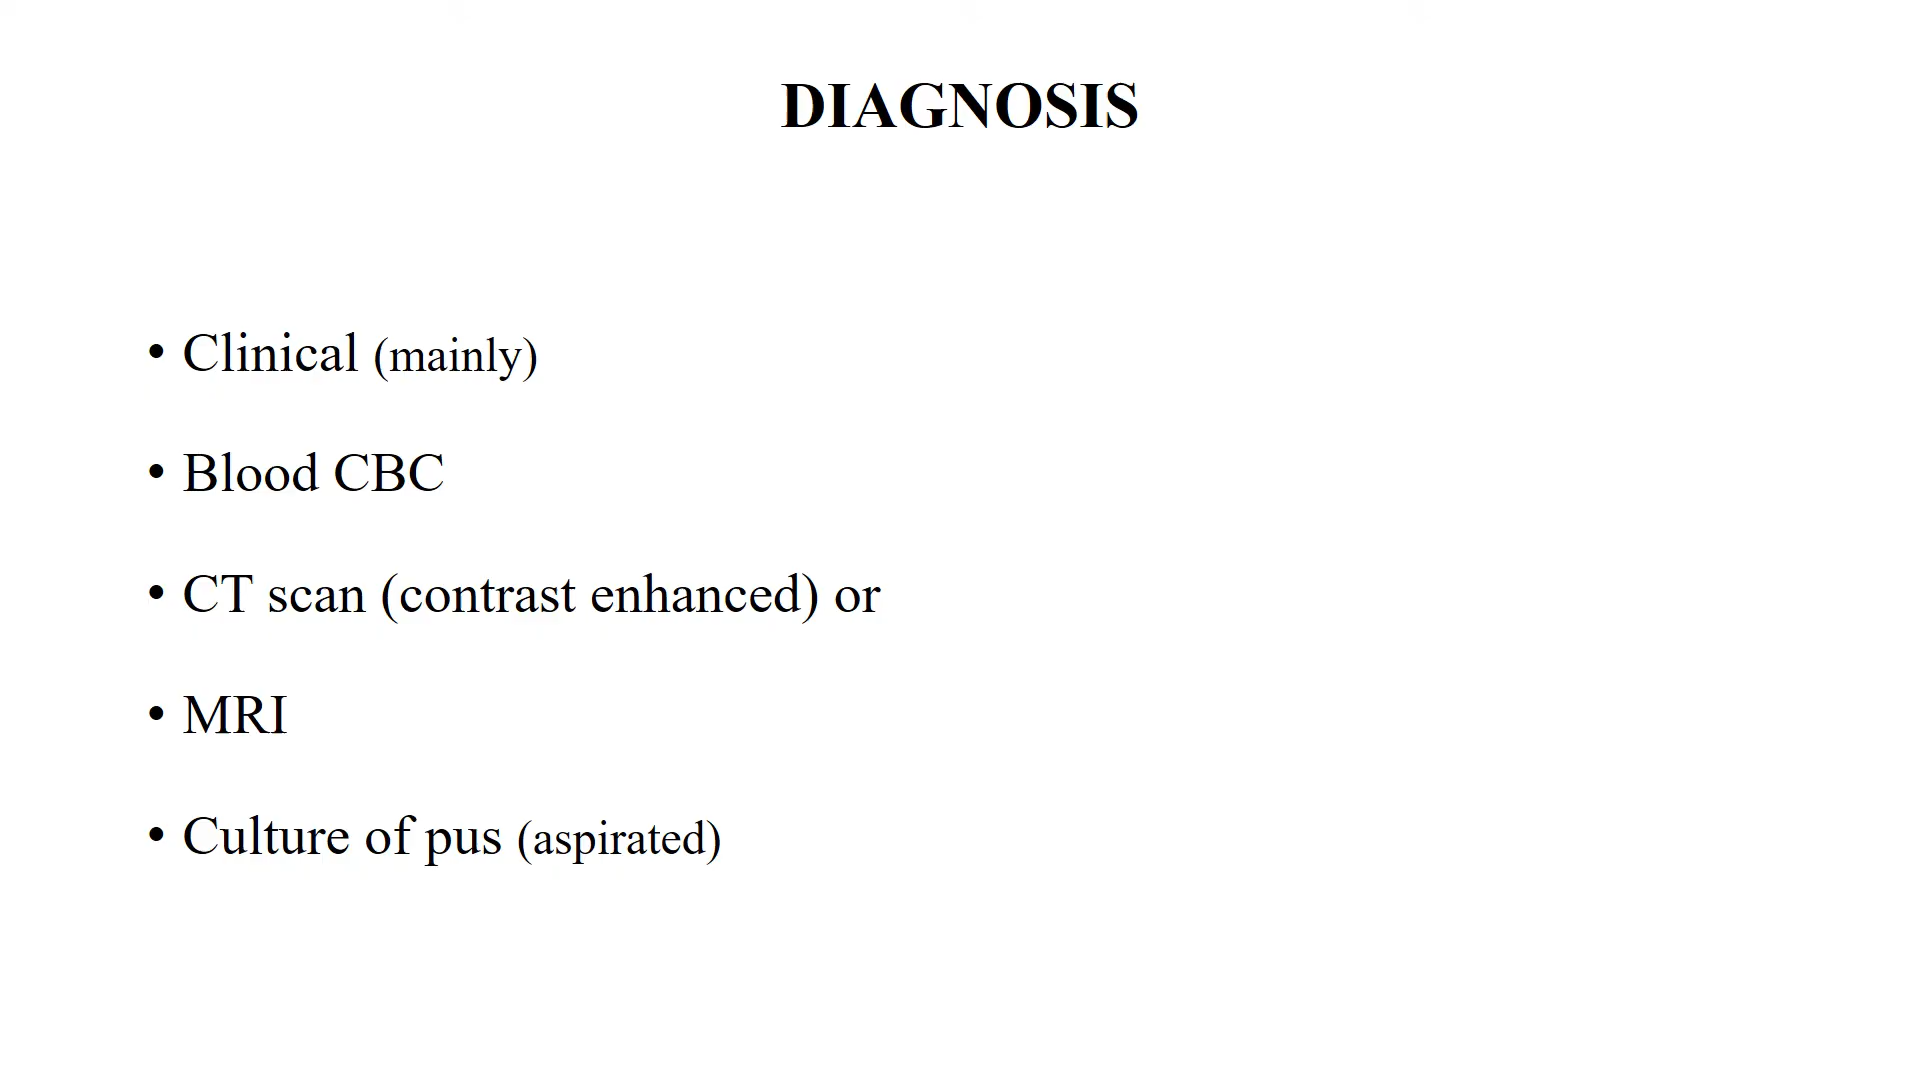 DIAGNOSIS
• Clinical (mainly)
• Blood CBC
• CT scan (contrast enhanced) or
• MRI
• Culture of pus (aspirated)